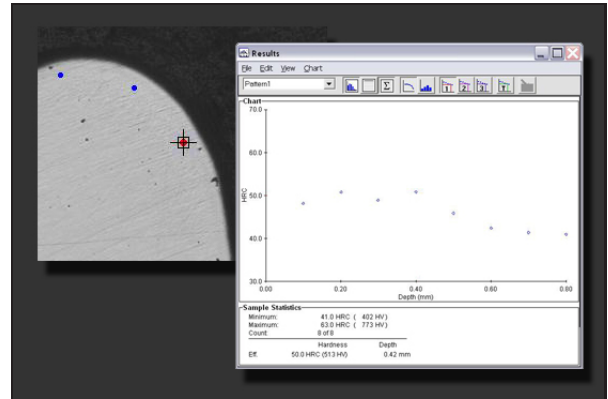 Results
File Edit View Chart
Pattern1
Σ
1 2 3
Chart
70.0
60.0
50.0
40.0
30.0
HRC
0.00 0.20 0.40 0.60 0.80
Depth (mm)
Sample Statistics
Minimum: 41.0 HRC ( 402 HV)
Maximum: 63.0 HRC ( 773 HV)
Count: 8 of 8
Hardness Depth
Eff. 50.0 HRC (513 HV) 0.42 mm